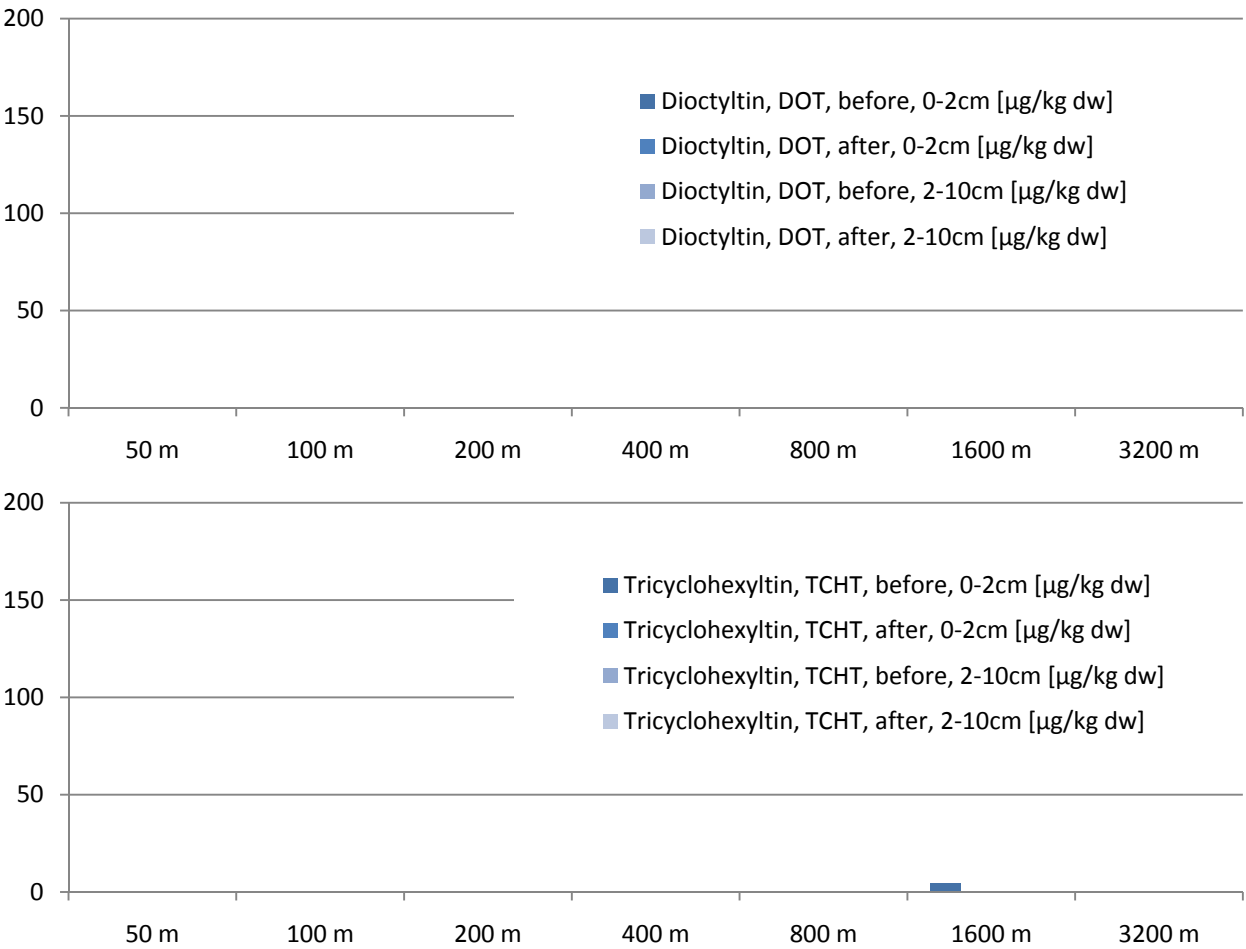 200
150
100
50
0
Dioctyltin, DOT, before, 0-2cm [µg/kg dw]
Dioctyltin, DOT, after, 0-2cm [µg/kg dw]
Dioctyltin, DOT, before, 2-10cm [µg/kg dw]
Dioctyltin, DOT, after, 2-10cm [µg/kg dw]
50 m 100 m 200 m 400 m 800 m 1600 m 3200 m
200
150
100
50
0
Tricyclohexyltin, TCHT, before, 0-2cm [µg/kg dw]
Tricyclohexyltin, TCHT, after, 0-2cm [µg/kg dw]
Tricyclohexyltin, TCHT, before, 2-10cm [µg/kg dw]
Tricyclohexyltin, TCHT, after, 2-10cm [µg/kg dw]
50 m 100 m 200 m 400 m 800 m 1600 m 3200 m